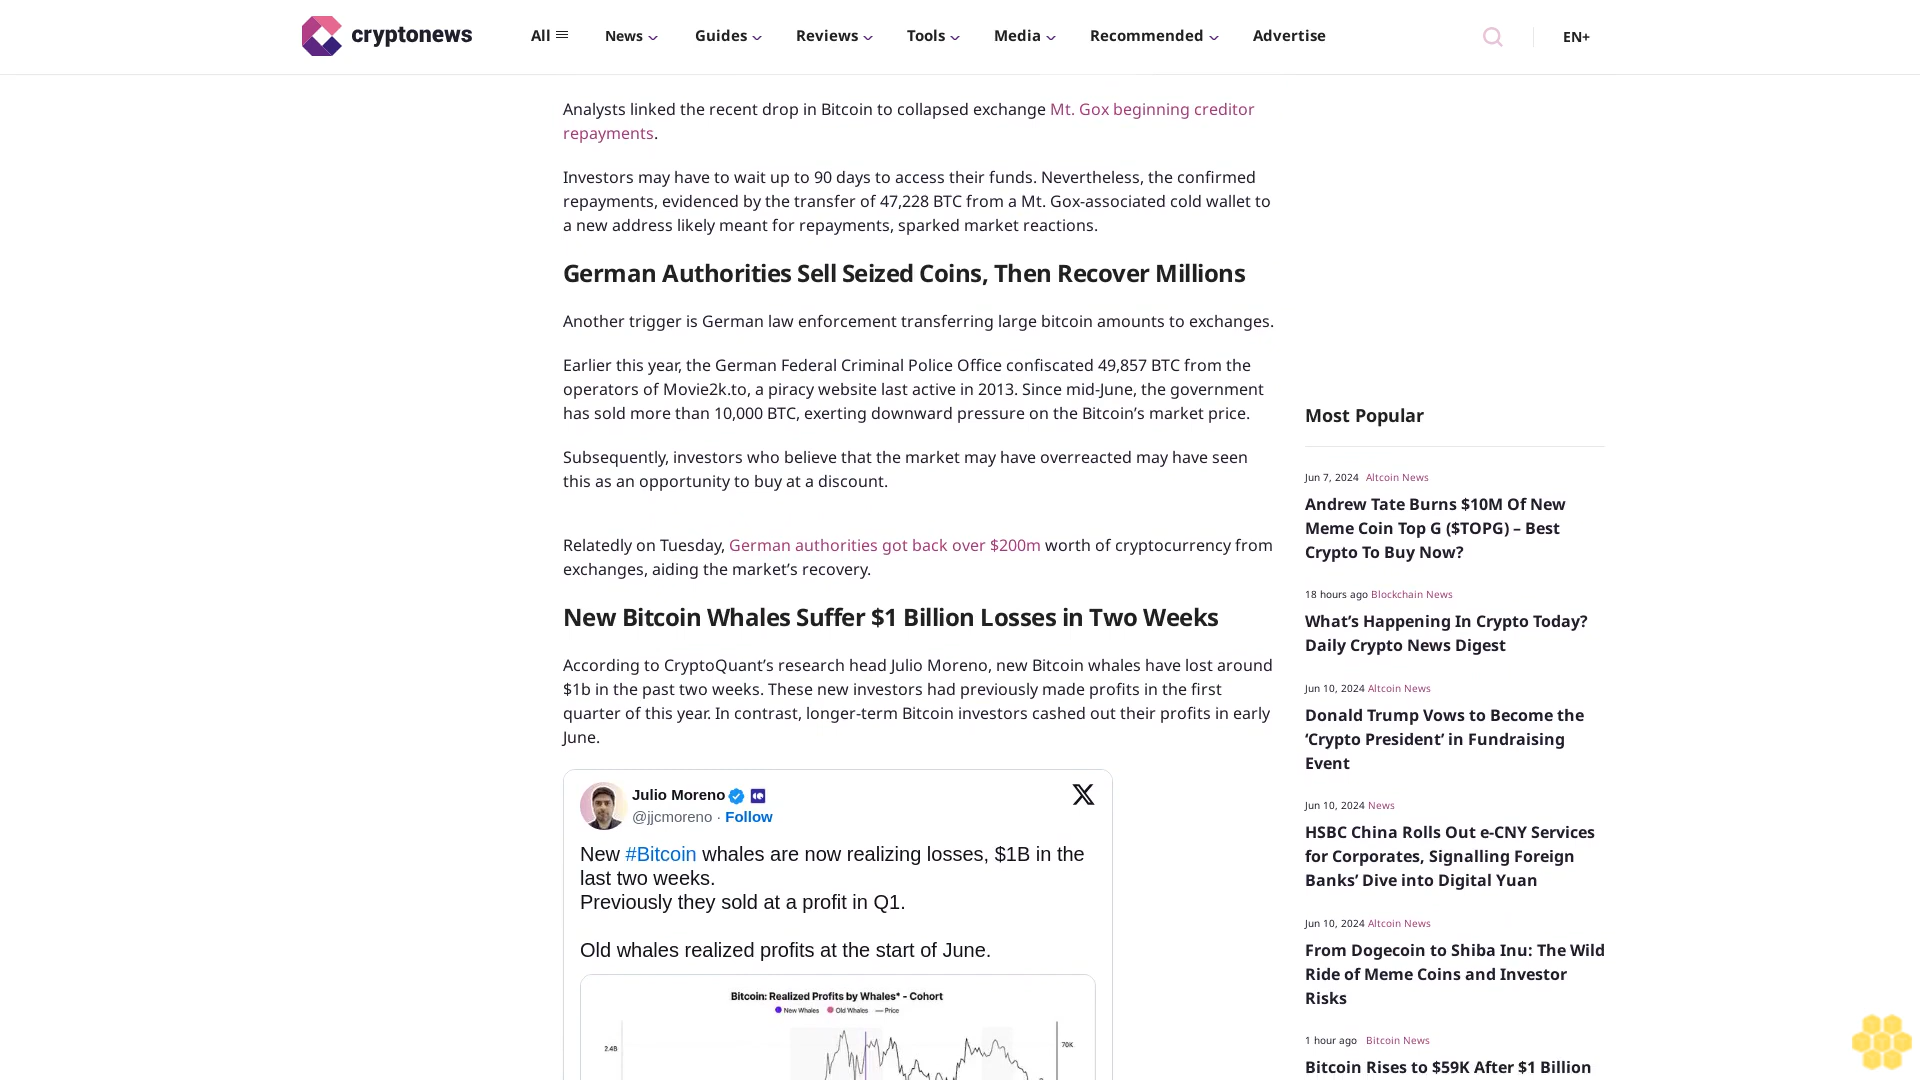 cryptonews
All
News
Guides
Reviews
Tools
Media
Recommended
Advertise
EN+
Analysts linked the recent drop in Bitcoin to collapsed exchange Mt. Gox beginning creditor
repayments.
Investors may have to wait up to 90 days to access their funds. Nevertheless, the confirmed
repayments, evidenced by the transfer of 47,228 BTC from a Mt. Gox-associated cold wallet to
a new address likely meant for repayments, sparked market reactions.
German Authorities Sell Seized Coins, Then Recover Millions
Another trigger is German law enforcement transferring large bitcoin amounts to exchanges.
Earlier this year, the German Federal Criminal Police Office confiscated 49,857 BTC from the
operators of Movie2k.to, a piracy website last active in 2013. Since mid-June, the government
has sold more than 10,000 BTC, exerting downward pressure on the Bitcoin’s market price.
Subsequently, investors who believe that the market may have overreacted may have seen
this as an opportunity to buy at a discount.
Relatedly on Tuesday, German authorities got back over $200m worth of cryptocurrency from
exchanges, aiding the market’s recovery.
New Bitcoin Whales Suffer $1 Billion Losses in Two Weeks
According to CryptoQuant’s research head Julio Moreno, new Bitcoin whales have lost around
$1b in the past two weeks. These new investors had previously made profits in the first
quarter of this year. In contrast, longer-term Bitcoin investors cashed out their profits in early
June.
Julio Moreno
@jjcmoreno · Follow
New #Bitcoin whales are now realizing losses, $1B in the
last two weeks.
Previously they sold at a profit in Q1.
Old whales realized profits at the start of June.
Bitcoin: Realized Profits by Whales* - Cohort
New Whales Old Whales Price
2.4B
70K
Most Popular
Jun 7, 2024 Altcoin News
Andrew Tate Burns $10M Of New
Meme Coin Top G ($TOPG) – Best
Crypto To Buy Now?
18 hours ago Blockchain News
What’s Happening In Crypto Today?
Daily Crypto News Digest
Jun 10, 2024 Altcoin News
Donald Trump Vows to Become the
‘Crypto President’ in Fundraising
Event
Jun 10, 2024 News
HSBC China Rolls Out e-CNY Services
for Corporates, Signalling Foreign
Banks’ Dive into Digital Yuan
Jun 10, 2024 Altcoin News
From Dogecoin to Shiba Inu: The Wild
Ride of Meme Coins and Investor
Risks
1 hour ago Bitcoin News
Bitcoin Rises to $59K After $1 Billion